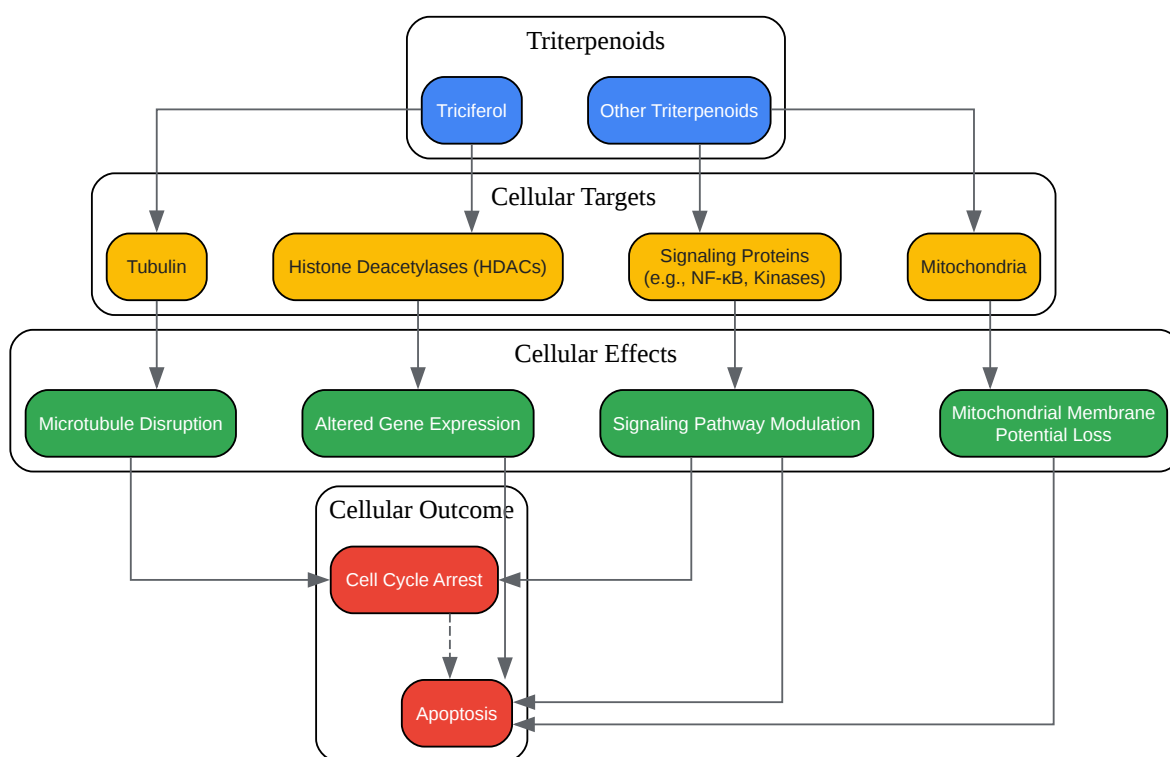 Triterpenoids
Triciferol
Other Triterpenoids
Cellular Targets
Tubulin
Histone Deacetylases (HDACs)
Signaling Proteins
(e.g., NF-κB, Kinases)
Mitochondria
Cellular Effects
Microtubule Disruption
Altered Gene Expression
Signaling Pathway Modulation
Mitochondrial Membrane
Potential Loss
Cellular Outcome
Cell Cycle Arrest
Apoptosis